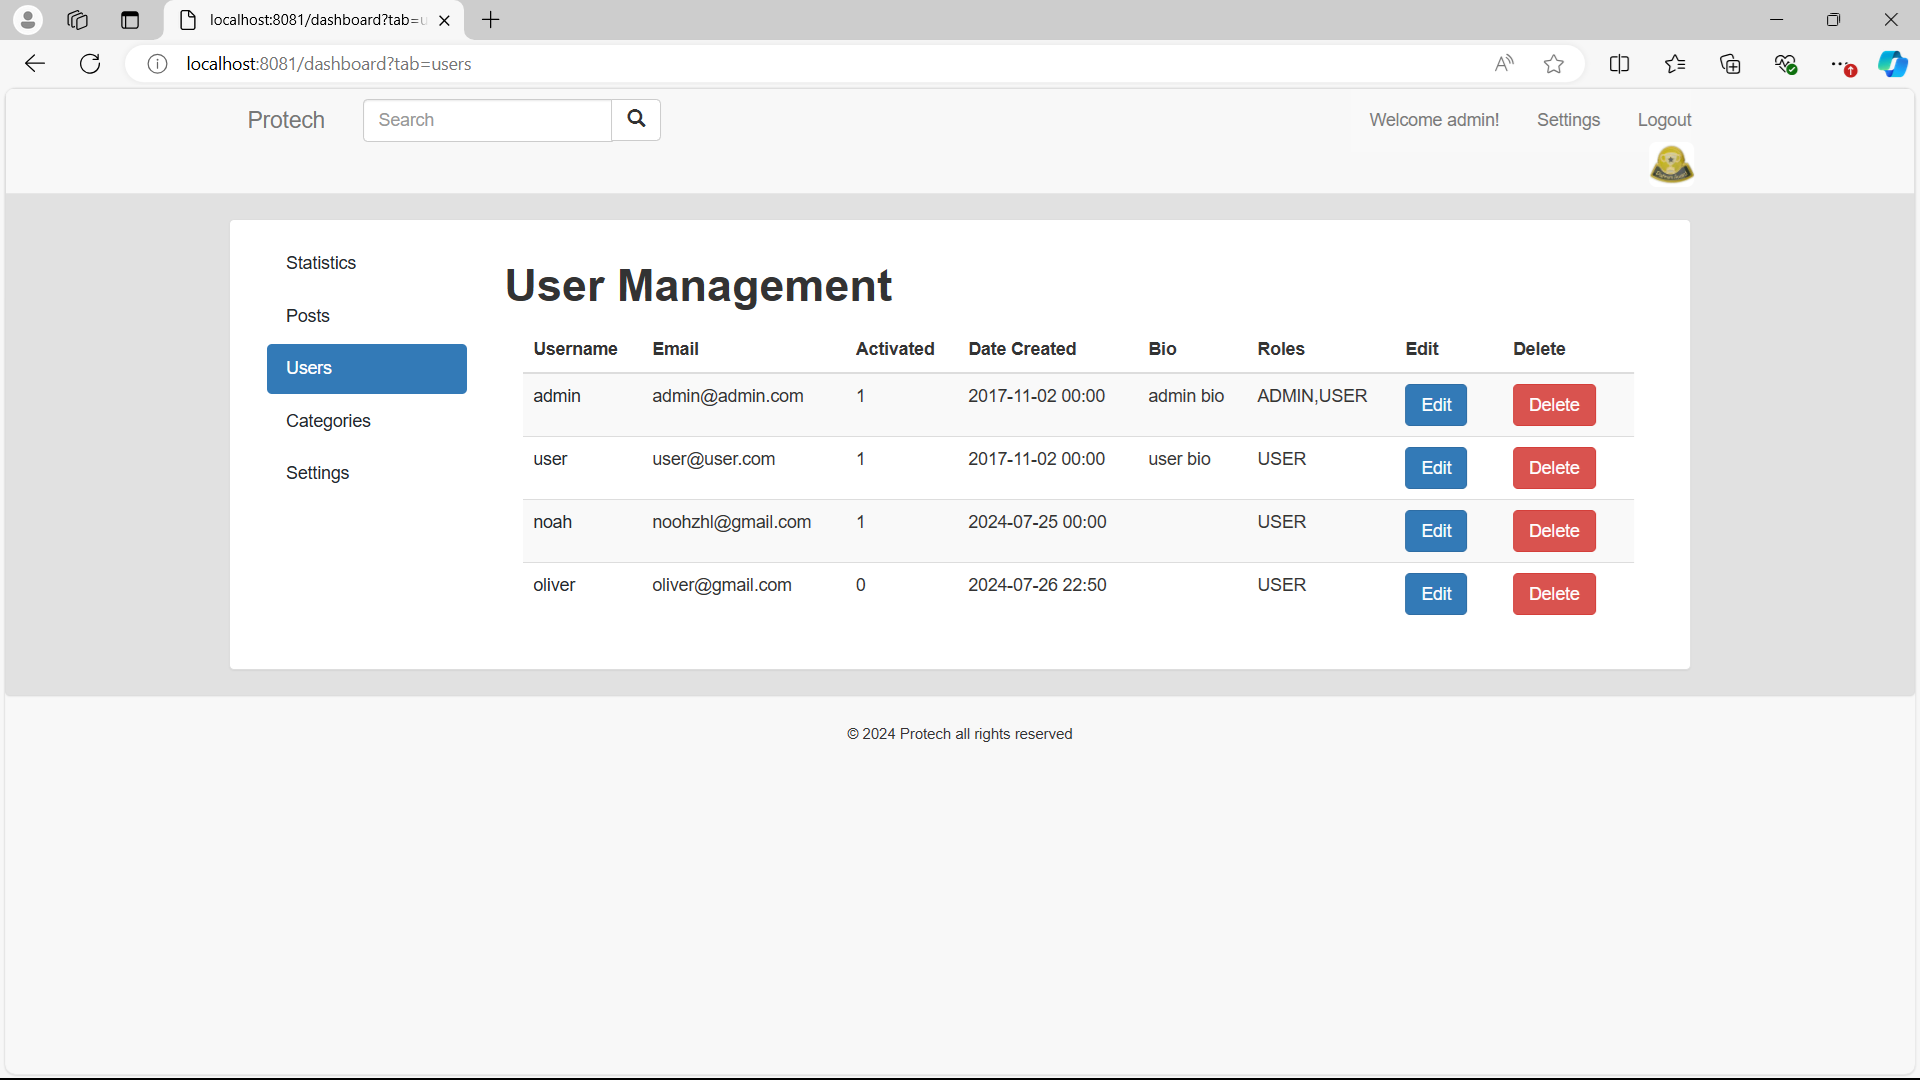 localhost:8081/dashboard?tab=u
localhost:8081/dashboard?tab=users
Protech
Search
Welcome admin!
Settings
Logout
Statistics
Posts
Users
Categories
Settings
User Management
Username Email Activated Date Created Bio Roles Edit Delete
admin admin@admin.com 1 2017-11-02 00:00 admin bio ADMIN,USER Edit Delete
user user@user.com 1 2017-11-02 00:00 user bio USER Edit Delete
noah noohzhl@gmail.com 1 2024-07-25 00:00 USER Edit Delete
oliver oliver@gmail.com 0 2024-07-26 22:50 USER Edit Delete
© 2024 Protech all rights reserved